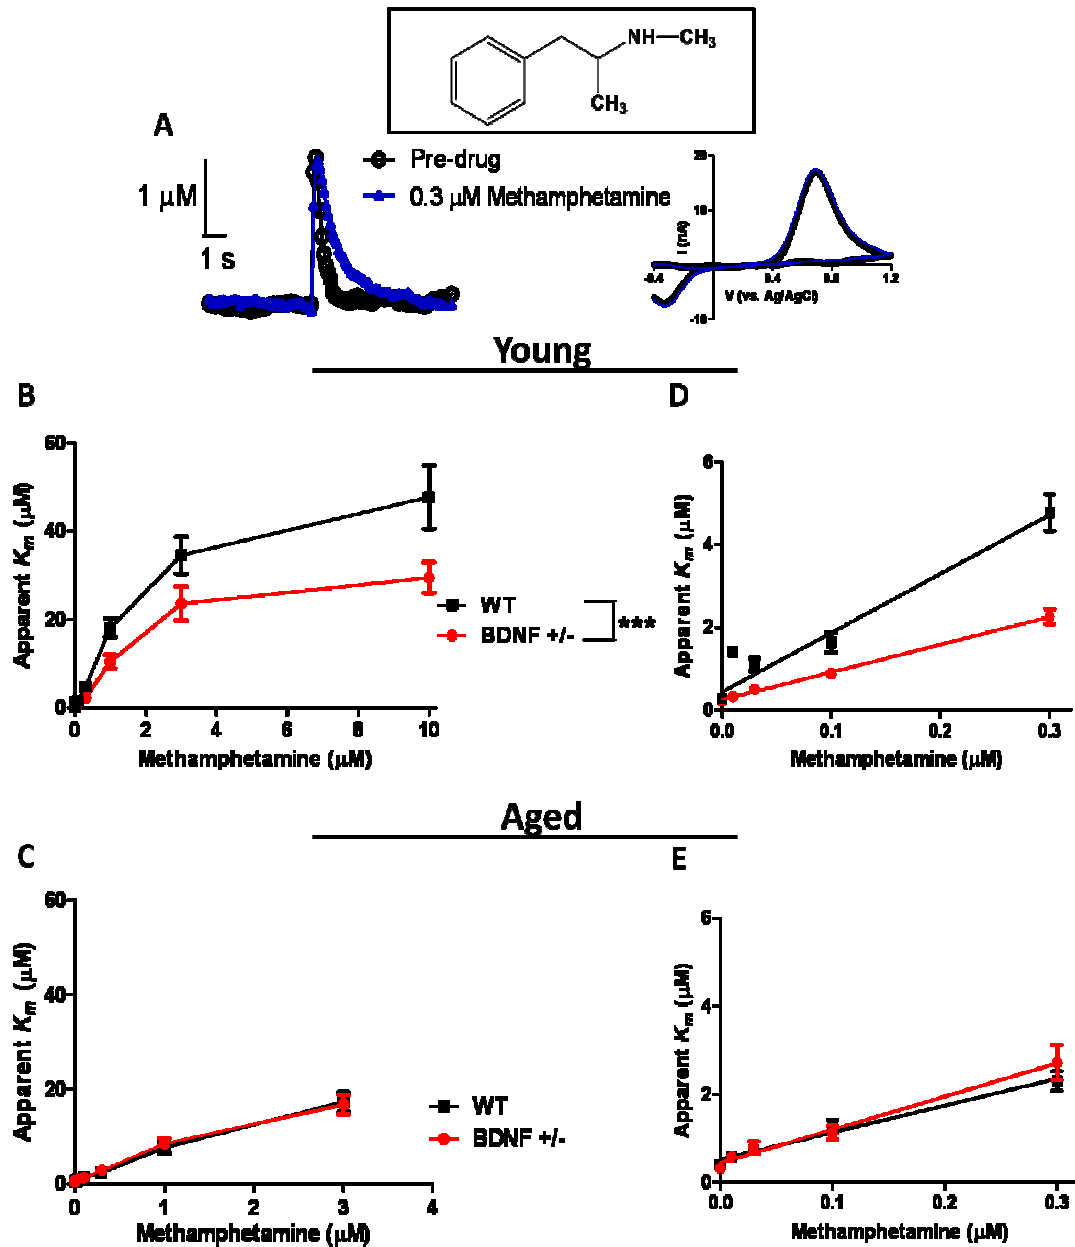 NH—CH3
CH3
A
1 µM
1 s
Pre-drug
0.3 µM Methamphetamine
20
10
I (nA)
-0.4
0.4
1.2
V (vs. Ag/AgCl)
-10
Young
B
60
40
20
0
Apparent Km (µM)
0 2 4 6 8 10
Methamphetamine (µM)
WT
BDNF +/-
***
D
6
4
2
0
Apparent Km (µM)
0.0 0.1 0.2 0.3
Methamphetamine (µM)
Aged
C
60
40
20
0
Apparent Km (µM)
0 1 2 3 4
Methamphetamine (µM)
WT
BDNF +/-
E
6
4
2
0
Apparent Km (µM)
0.0 0.1 0.2 0.3
Methamphetamine (µM)